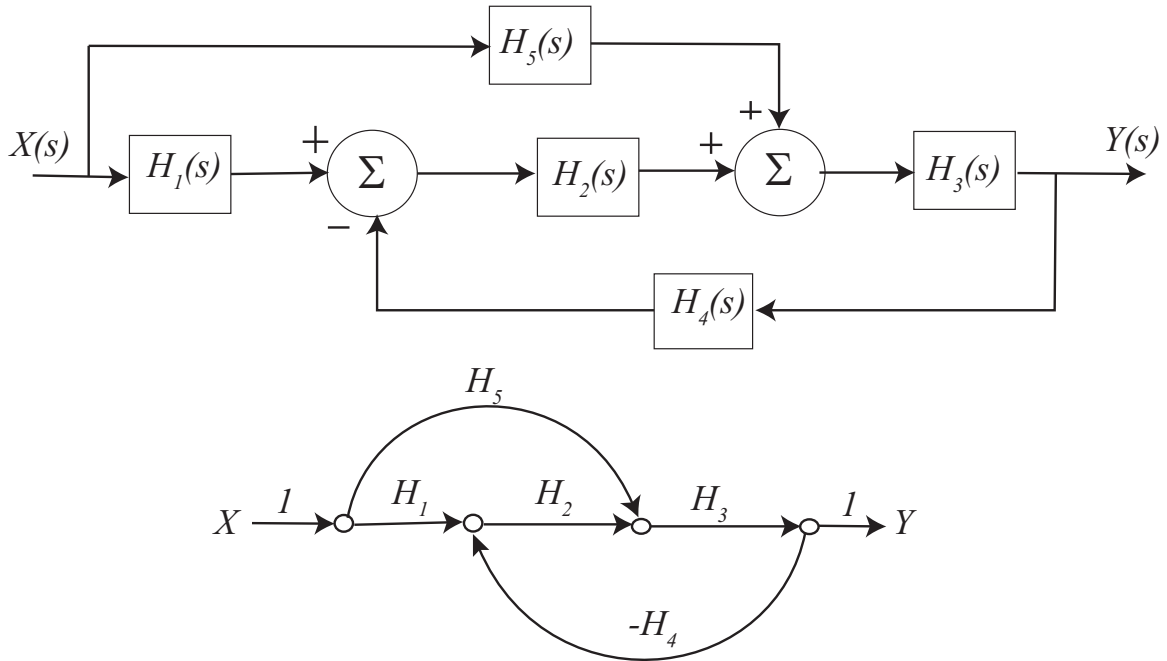 H₅(s)
+
X(s) H₁(s) + Σ H₂(s) + Σ H₃(s) Y(s)
−
H₄(s)
H₅
X 1 H₁ H₂ H₃ 1 Y
-H₄